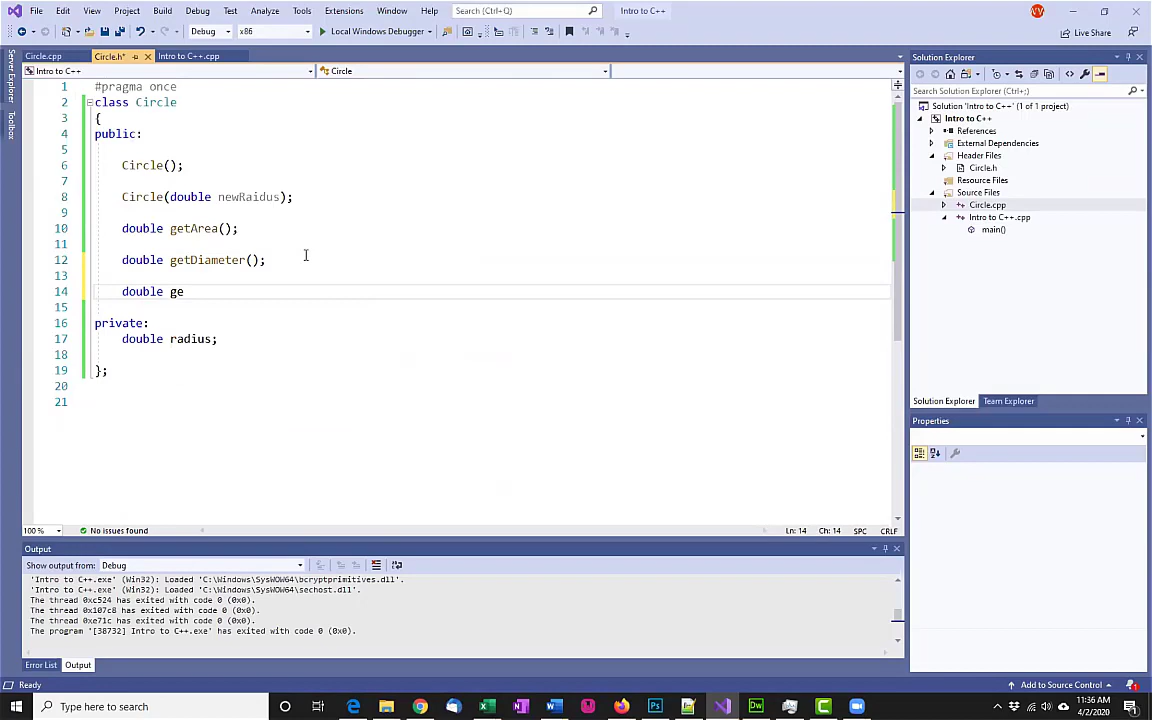 File Edit View Project Build Debug Test Analyze Tools Extensions Window Help Search (Ctrl+Q) Intro to C++
Debug x86 Local Windows Debugger Live Share
Server Explorer
Toolbox
Circle.cpp Circle.h* Intro to C++.cpp
Intro to C++ Circle
1 #pragma once
2 class Circle
3 {
4 public:
5
6 Circle();
7
8 Circle(double newRaidus);
9
10 double getArea();
11
12 double getDiameter();
13
14 double ge
15
16 private:
17 double radius;
18
19 };
20
21
100 % No issues found Ln: 14 Ch: 14 SPC CRLF
Solution Explorer
Search Solution Explorer (Ctrl+;)
Solution 'Intro to C++' (1 of 1 project)
Intro to C++
References
External Dependencies
Header Files
Circle.h
Resource Files
Source Files
Circle.cpp
Intro to C++.cpp
main()
Solution Explorer Team Explorer
Properties
Output
Show output from: Debug
'Intro to C++.exe' (Win32): Loaded 'C:\Windows\SysWOW64\bcryptprimitives.dll'.
'Intro to C++.exe' (Win32): Loaded 'C:\Windows\SysWOW64\sechost.dll'.
The thread 0xc524 has exited with code 0 (0x0).
The thread 0x107c8 has exited with code 0 (0x0).
The thread 0xe71c has exited with code 0 (0x0).
The program '[38732] Intro to C++.exe' has exited with code 0 (0x0).
Error List Output
Ready Add to Source Control
Type here to search
11:36 AM
4/2/2020